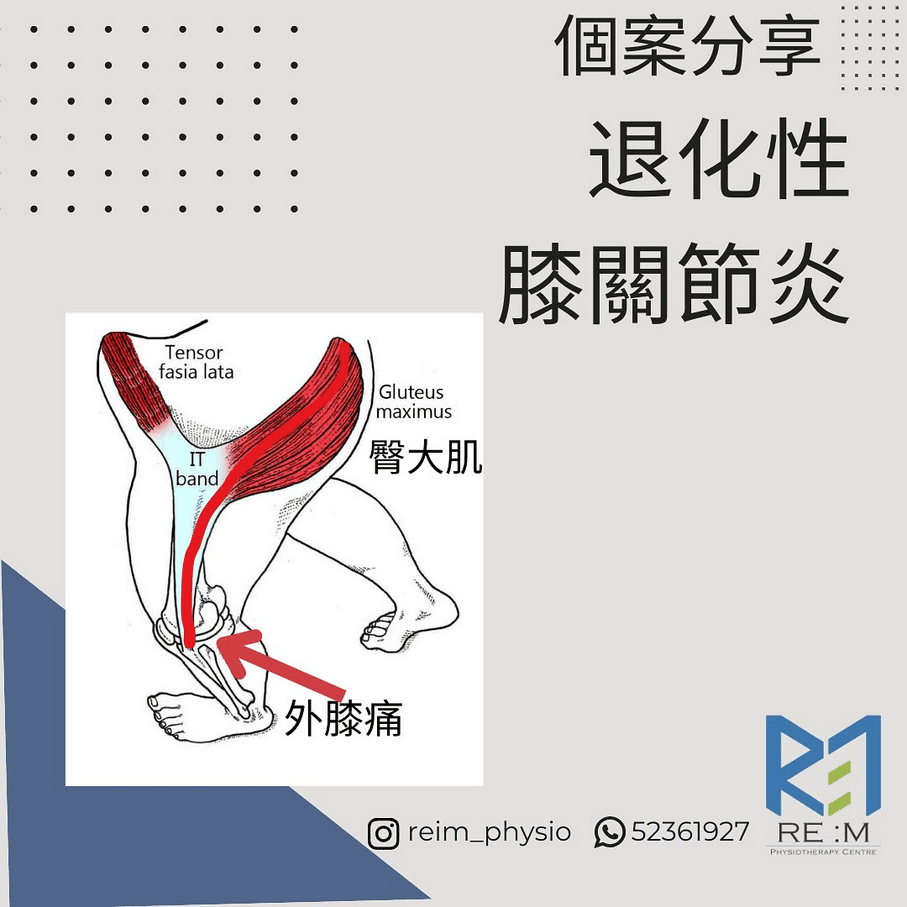 個案分享
退化性
膝關節炎
Tensor
fasia lata
Gluteus
maximus
臀大肌
IT
band
外膝痛
reim_physio
52361927
RE :M
PHYSIOTHERAPY CENTRE